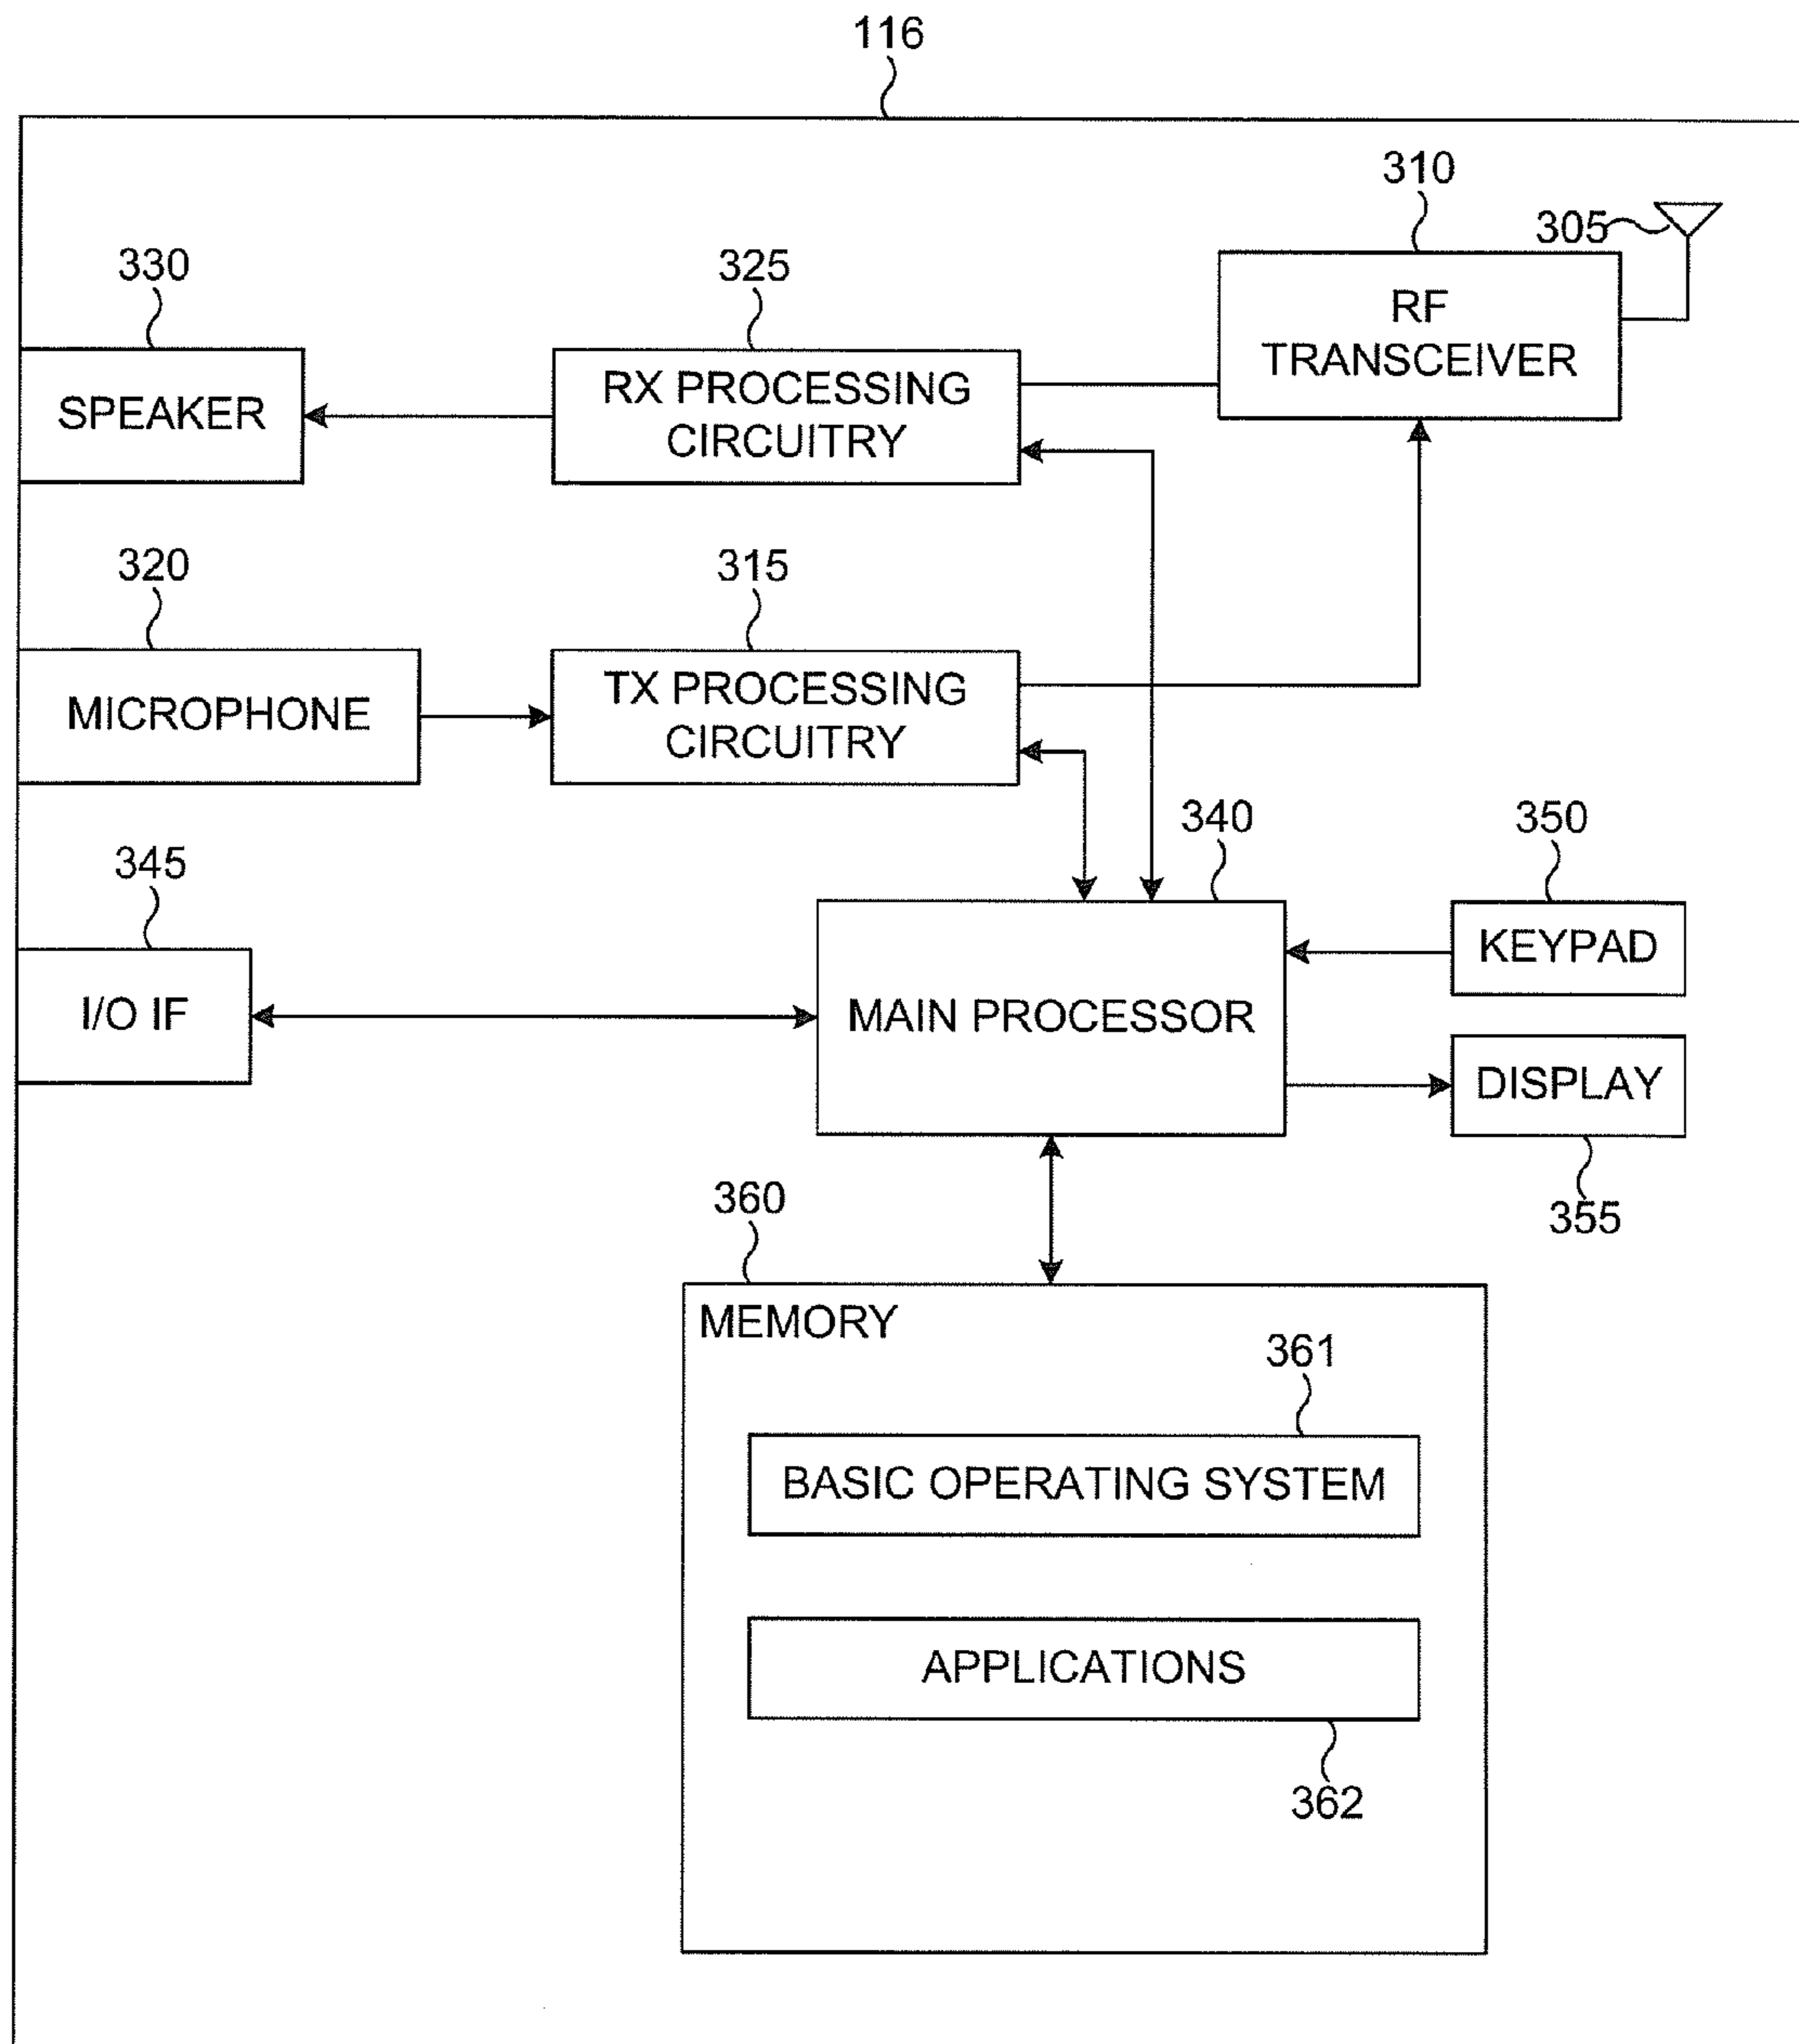 116
310
305
330
325
RF
TRANSCEIVER
SPEAKER
RX PROCESSING
CIRCUITRY
320
315
MICROPHONE
TX PROCESSING
CIRCUITRY
340
350
345
KEYPAD
I/O IF
MAIN PROCESSOR
DISPLAY
360
355
MEMORY
361
BASIC OPERATING SYSTEM
APPLICATIONS
362